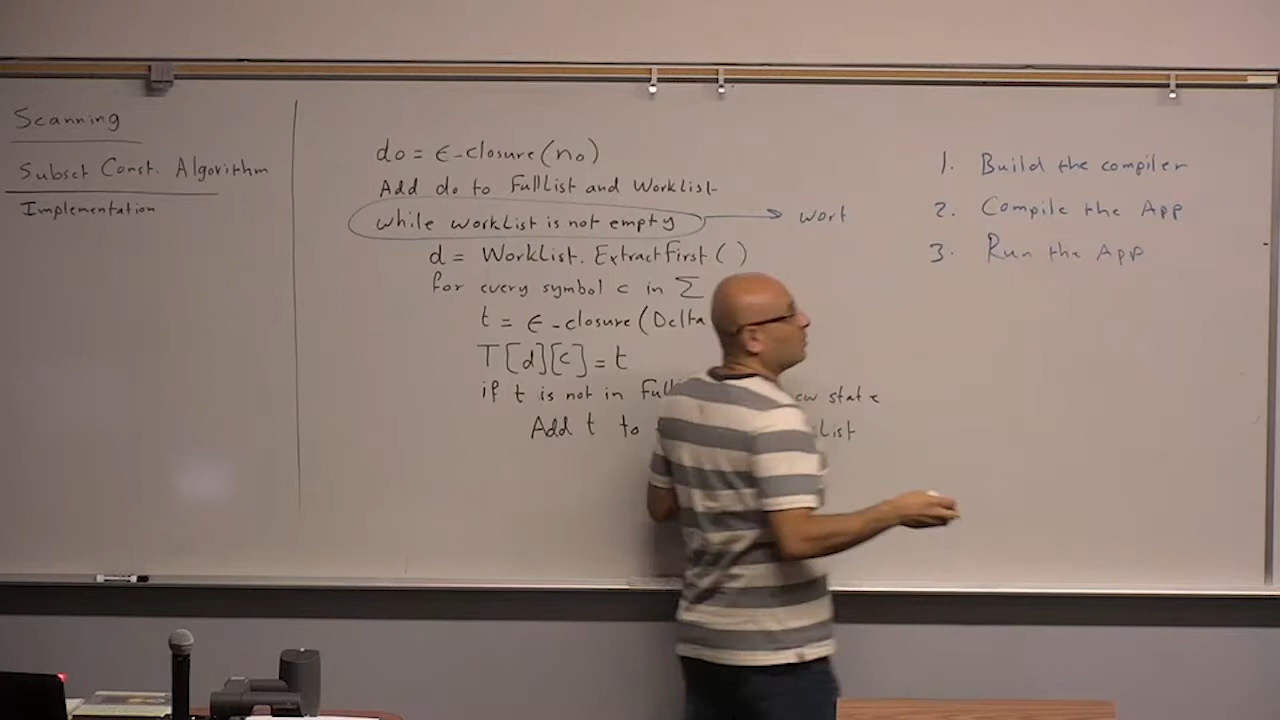 Scanning
Subset Const. Algorithm
Implementation
d0 = ε-closure(n0)
Add d0 to FullList and WorkList
while workList is not empty → wort
d = WorkList.ExtractFirst()
for every symbol c in Σ
t = ε-closure(Delta
T[d][c] = t
if t is not in Full state
Add t to List
1. Build the compiler
2. Compile the App
3. Run the App